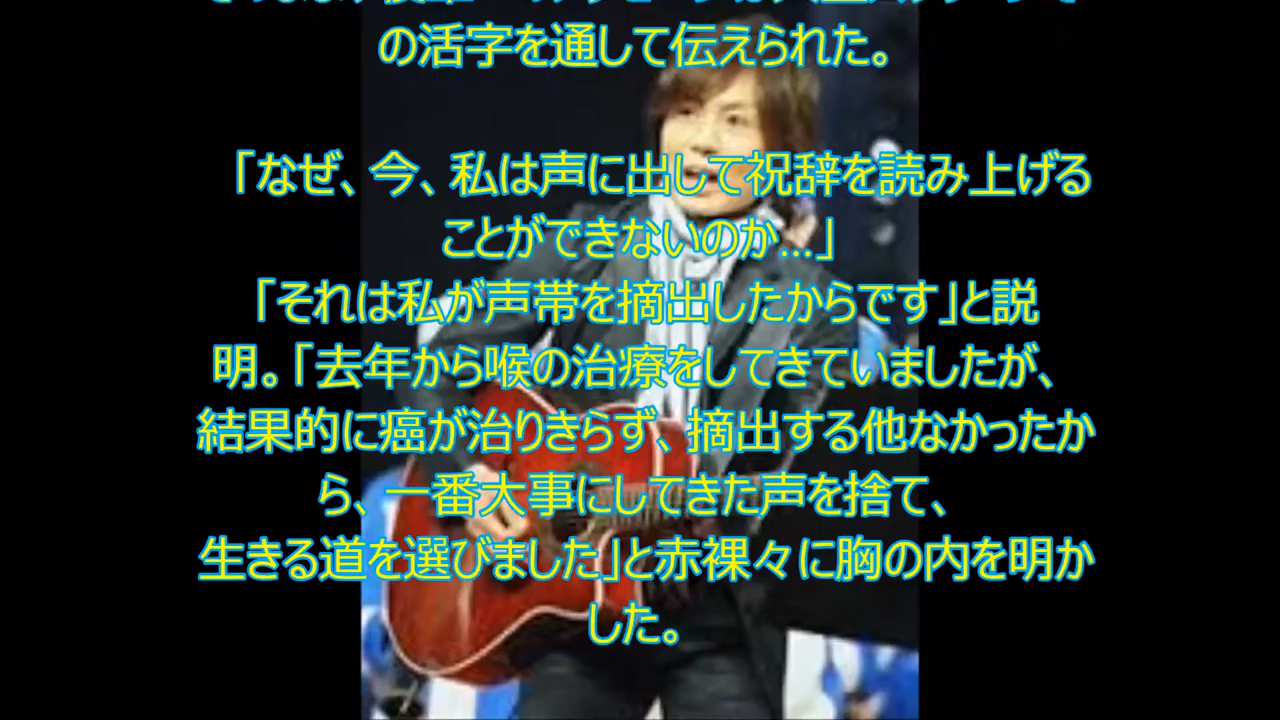 の活字を通して伝えられた。
「なぜ、今、私は声に出して祝辞を読み上げる
ことができないのか…」
「それは私が声帯を摘出したからです」と説
明。「去年から喉の治療をしてきていましたが、
結果的に癌が治りきらず、摘出する他なかったか
ら、一番大事にしてきた声を捨て、
生きる道を選びました」と赤裸々に胸の内を明か
した。